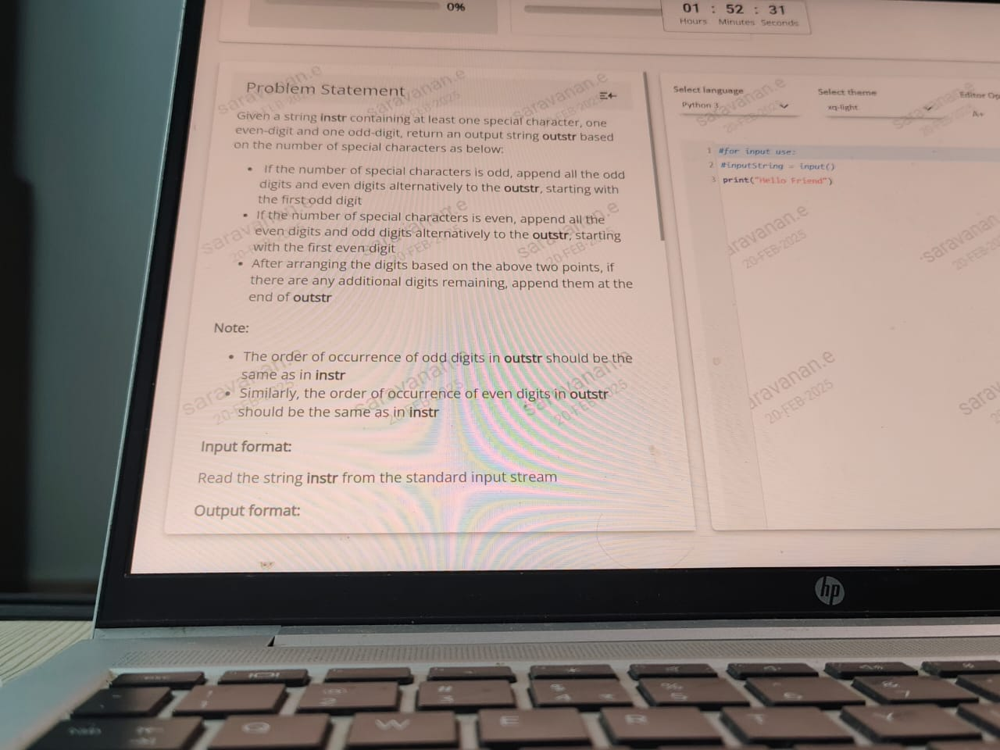 0%
01 : 52 : 31
Hours Minutes Seconds
Problem Statement
Given a string instr containing at least one special character, one
even-digit and one odd-digit, return an output string outstr based
on the number of special characters as below:
• If the number of special characters is odd, append all the odd
digits and even digits alternatively to the outstr, starting with
the first odd digit
• If the number of special characters is even, append all the
even digits and odd digits alternatively to the outstr, starting
with the first even digit
• After arranging the digits based on the above two points, if
there are any additional digits remaining, append them at the
end of outstr
Note:
• The order of occurrence of odd digits in outstr should be the
same as in instr
• Similarly, the order of occurrence of even digits in outstr
should be the same as in instr
Input format:
Read the string instr from the standard input stream
Output format:
Select language
Python 3
Select theme
xq-light
Editor Op
A+
1 #for input use:
2 #inputString = input()
3 print("Hello Friend")
saravanan.e
20-FEB-2025
hp
Q
W
E
R
T
Y